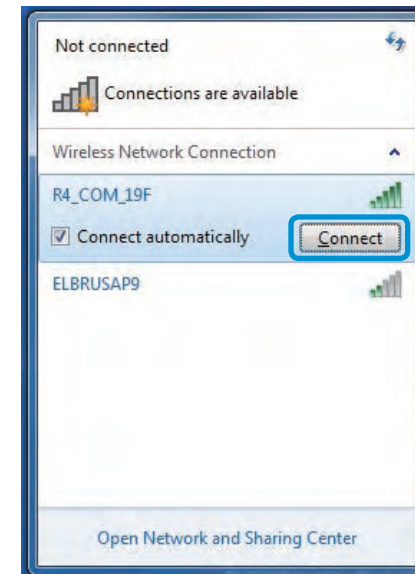 Not connected
Connections are available
Wireless Network Connection
R4_COM_19F
Connect automatically Connect
ELBRUSAP9
Open Network and Sharing Center